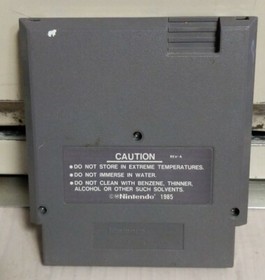 CAUTION
REV-A
•DO NOT STORE IN EXTREME TEMPERATURES.
•DO NOT IMMERSE IN WATER.
•DO NOT CLEAN WITH BENZENE, THINNER,
ALCOHOL OR OTHER SUCH SOLVENTS.
©®Nintendo® 1985